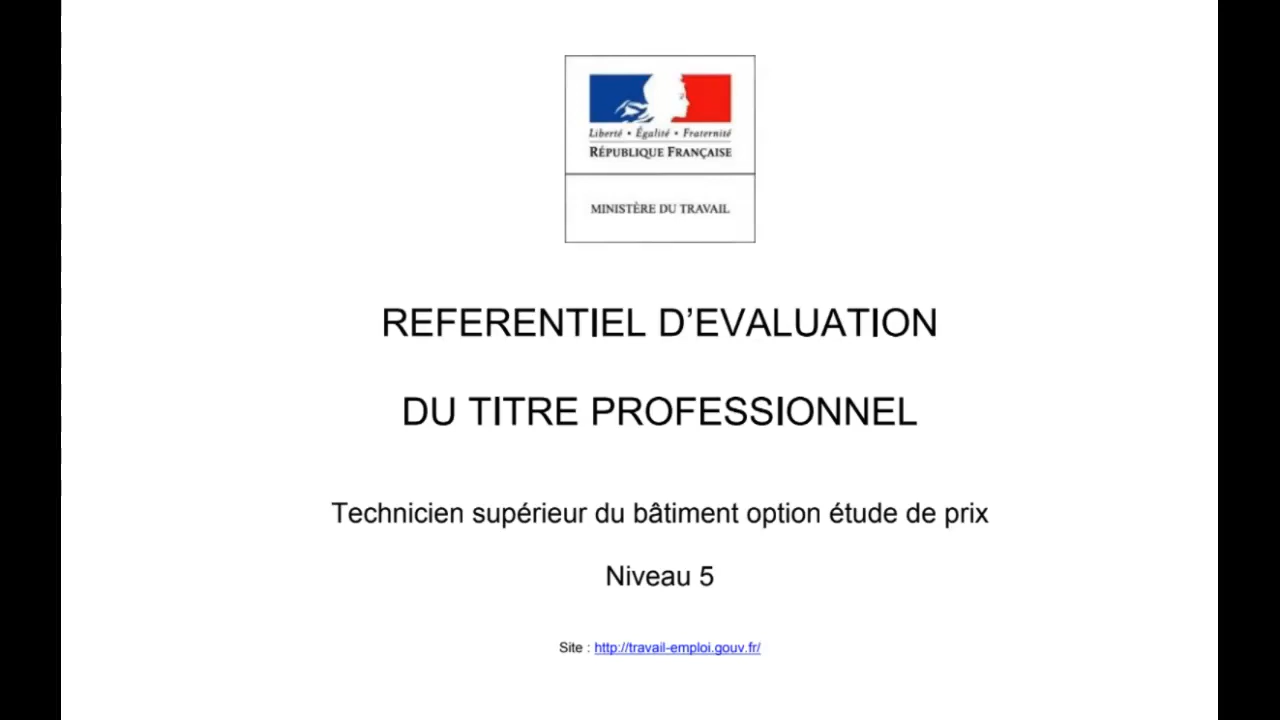 Liberté • Égalité • Fraternité
RÉPUBLIQUE FRANÇAISE
MINISTÈRE DU TRAVAIL
REFERENTIEL D’EVALUATION
DU TITRE PROFESSIONNEL
Technicien supérieur du bâtiment option étude de prix
Niveau 5
Site : http://travail-emploi.gouv.fr/